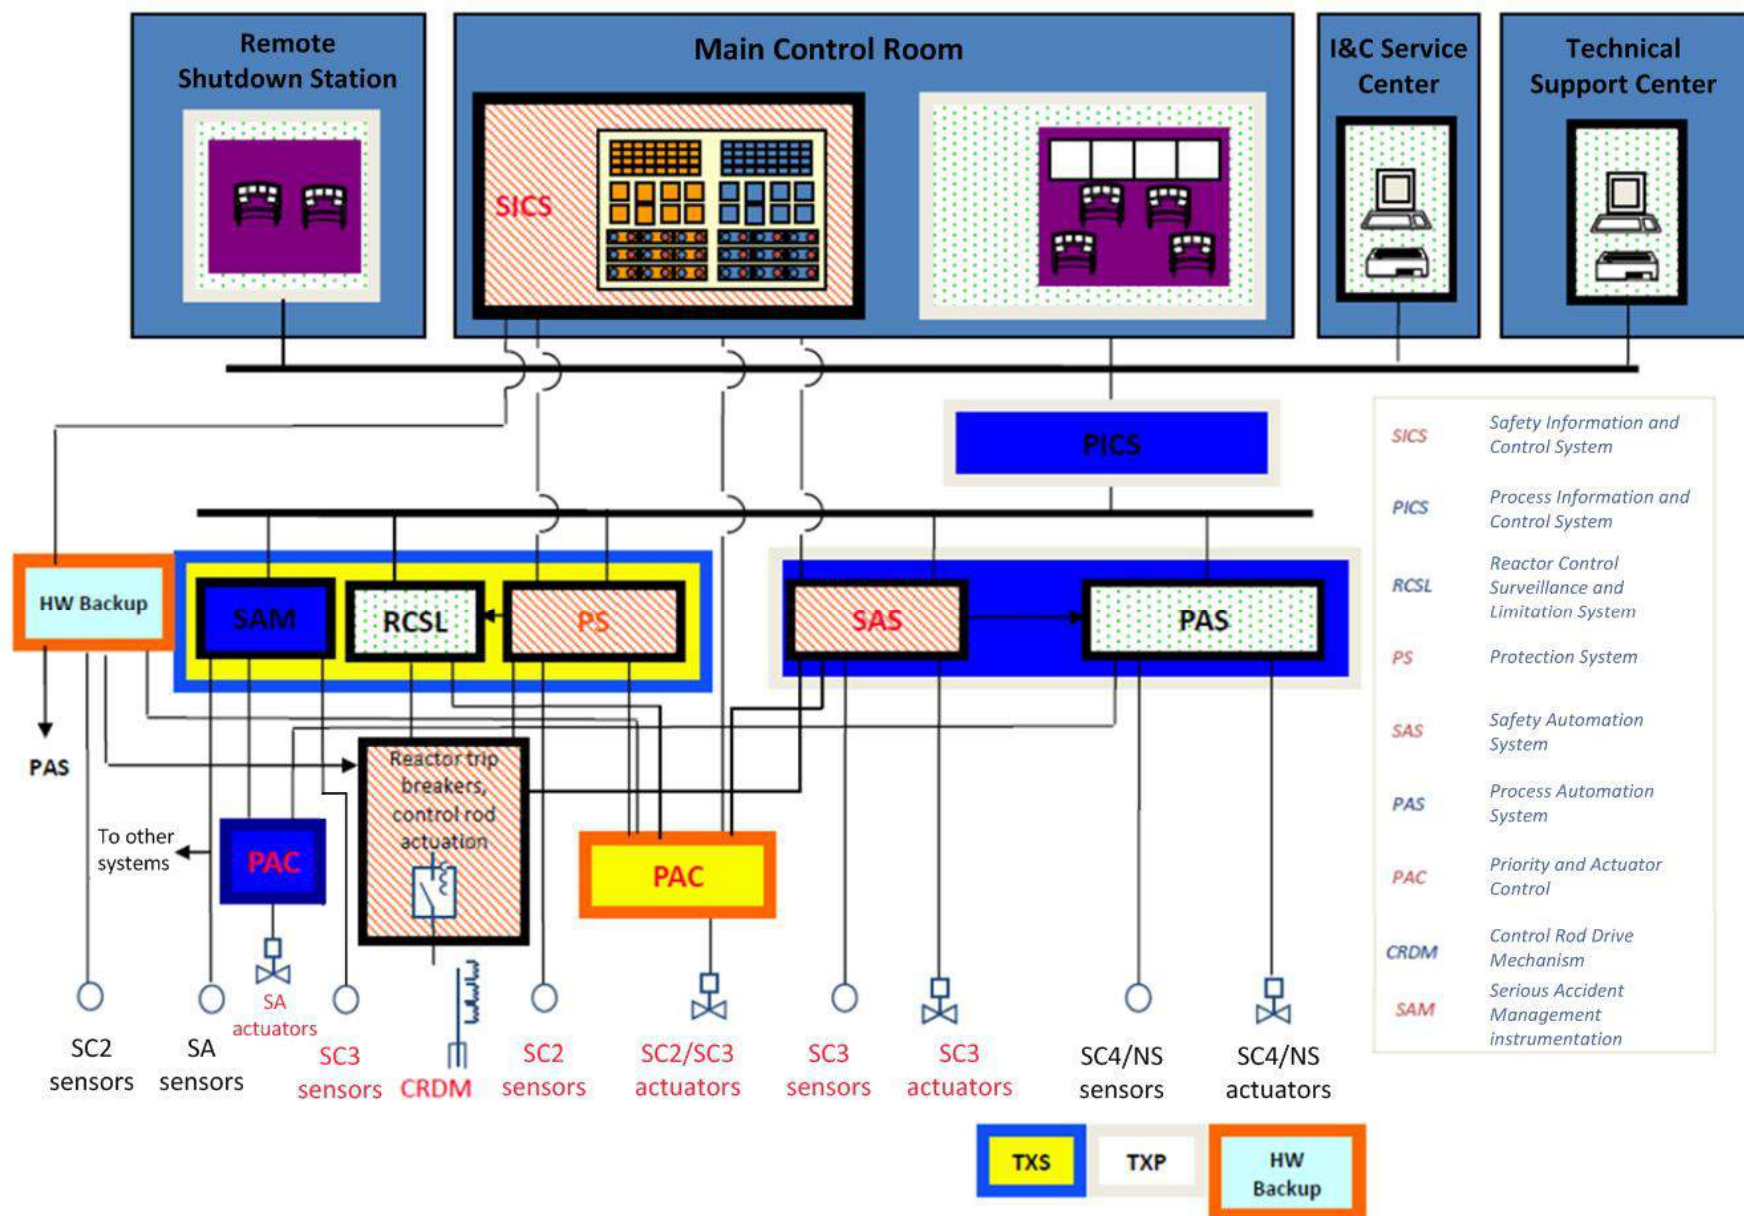 Remote
Shutdown Station
Main Control Room
I&C Service
Center
Technical
Support Center
SICS
PICS
HW Backup
SAM
RCSL
PS
SAS
PAS
PAS
Reactor trip
breakers,
control rod
actuation
To other
systems
PAC
PAC
SC2
sensors
SA
sensors
SA
actuators
SC3
sensors
CRDM
SC2
sensors
SC2/SC3
actuators
SC3
sensors
SC3
actuators
SC4/NS
sensors
SC4/NS
actuators
SICS
Safety Information and
Control System
PICS
Process Information and
Control System
RCSL
Reactor Control
Surveillance and
Limitation System
PS
Protection System
SAS
Safety Automation
System
PAS
Process Automation
System
PAC
Priority and Actuator
Control
CRDM
Control Rod Drive
Mechanism
SAM
Serious Accident
Management
instrumentation
TXS
TXP
HW
Backup